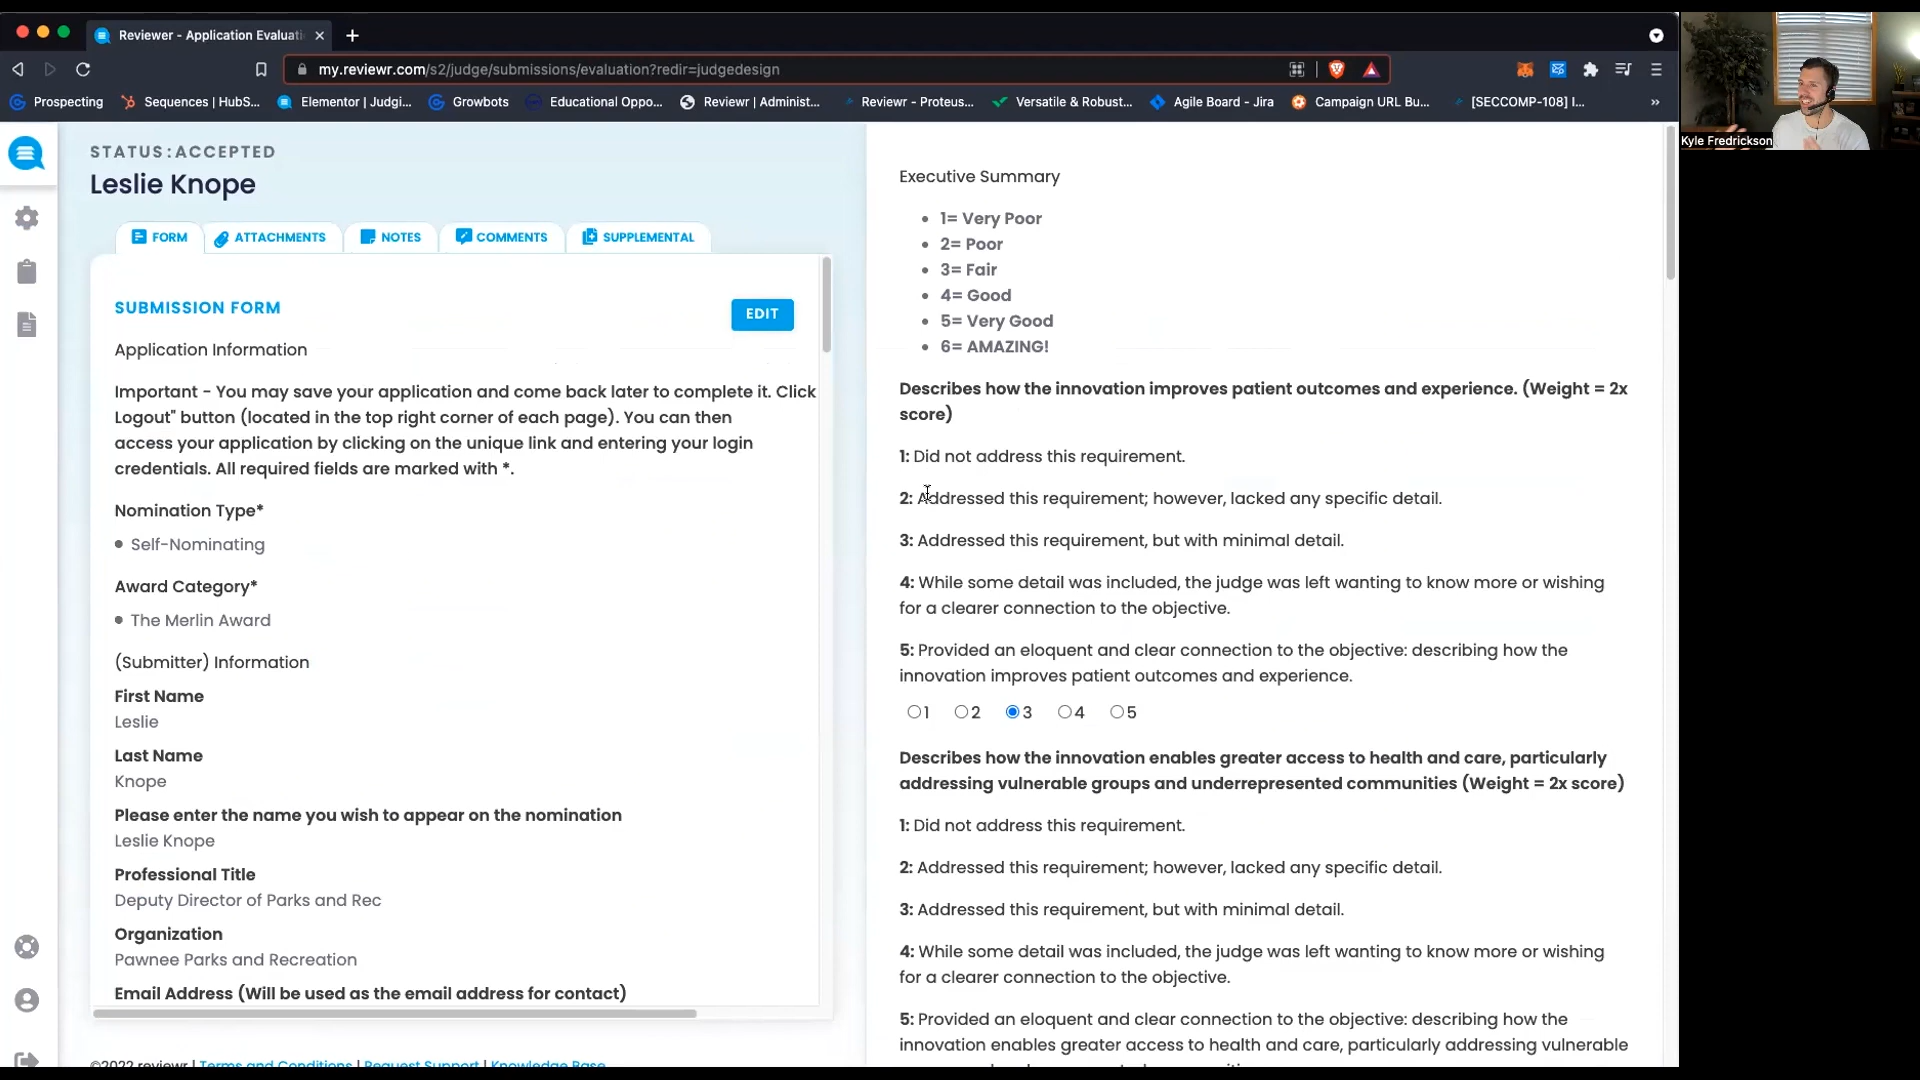 Reviewer - Application Evaluati
my.reviewr.com/s2/judge/submissions/evaluation?redir=judgedesign
Prospecting
Sequences | HubS...
Elementor | Judgi...
Growbots
Educational Oppo...
Reviewr | Administ...
Reviewr - Proteus...
Versatile & Robust...
Agile Board - Jira
Campaign URL Bu...
[SECCOMP-108] I...
»
Kyle Fredrickson
STATUS:ACCEPTED
Leslie Knope
FORM
ATTACHMENTS
NOTES
COMMENTS
SUPPLEMENTAL
SUBMISSION FORM
EDIT
Application Information
Important - You may save your application and come back later to complete it. Click
Logout" button (located in the top right corner of each page). You can then
access your application by clicking on the unique link and entering your login
credentials. All required fields are marked with *.
Nomination Type*
Self-Nominating
Award Category*
The Merlin Award
(Submitter) Information
First Name
Leslie
Last Name
Knope
Please enter the name you wish to appear on the nomination
Leslie Knope
Professional Title
Deputy Director of Parks and Rec
Organization
Pawnee Parks and Recreation
Email Address (Will be used as the email address for contact)
©2022 reviewr | Terms and Conditions | Request Support | Knowledge Base
Executive Summary
1= Very Poor
2= Poor
3= Fair
4= Good
5= Very Good
6= AMAZING!
Describes how the innovation improves patient outcomes and experience. (Weight = 2x
score)
1: Did not address this requirement.
2: Addressed this requirement; however, lacked any specific detail.
3: Addressed this requirement, but with minimal detail.
4: While some detail was included, the judge was left wanting to know more or wishing
for a clearer connection to the objective.
5: Provided an eloquent and clear connection to the objective: describing how the
innovation improves patient outcomes and experience.
1 2 3 4 5
Describes how the innovation enables greater access to health and care, particularly
addressing vulnerable groups and underrepresented communities (Weight = 2x score)
1: Did not address this requirement.
2: Addressed this requirement; however, lacked any specific detail.
3: Addressed this requirement, but with minimal detail.
4: While some detail was included, the judge was left wanting to know more or wishing
for a clearer connection to the objective.
5: Provided an eloquent and clear connection to the objective: describing how the
innovation enables greater access to health and care, particularly addressing vulnerable